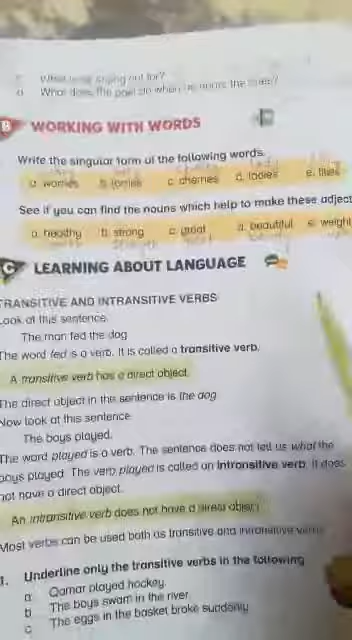 c. What is he crying out for?
d. What does the poet do when he hears the cries?
B WORKING WITH WORDS
Write the singular form of the following words.
a. worries b. lorries c. cherries d. ladies e.
See if you can find the nouns which help to make these adject
a. healthy b. strong c. great d. beautiful e. weight
C LEARNING ABOUT LANGUAGE
TRANSITIVE AND INTRANSITIVE VERBS
Look at this sentence.
The man fed the dog
The word fed is a verb. It is called a transitive verb.
A transitive verb has a direct object.
The direct object in the sentence is the dog
Now look at this sentence.
The boys played.
The word played is a verb. The sentence does not tell us what the
boys played. The verb played is called an intransitive verb. It does
not have a direct object.
An intransitive verb does not have a direct object.
Most verbs can be used both as transitive and intransitive verbs
1. Underline only the transitive verbs in the following
a Qamar played hockey.
b The boys swam in the river
c The eggs in the basket broke suddenly